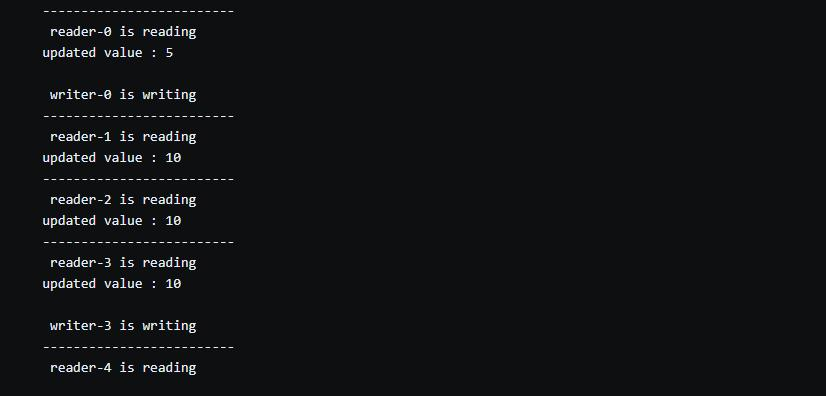 -------------------------
 reader-0 is reading
updated value : 5

 writer-0 is writing
-------------------------
 reader-1 is reading
updated value : 10
-------------------------
 reader-2 is reading
updated value : 10
-------------------------
 reader-3 is reading
updated value : 10

 writer-3 is writing
-------------------------
 reader-4 is reading